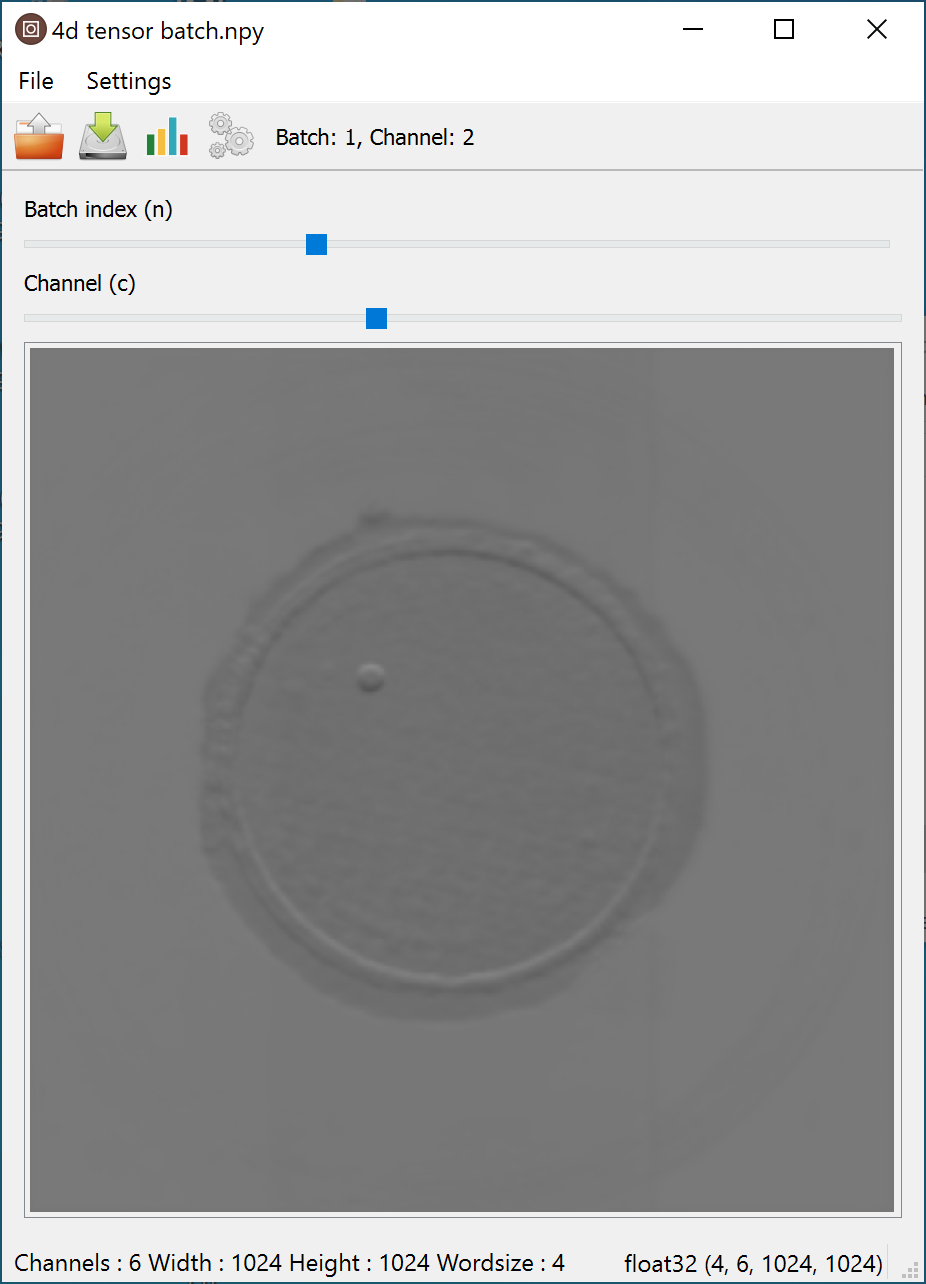 4d tensor batch.npy
File Settings
Batch: 1, Channel: 2
Batch index (n)
Channel (c)
Channels : 6 Width : 1024 Height : 1024 Wordsize : 4 float32 (4, 6, 1024, 1024)